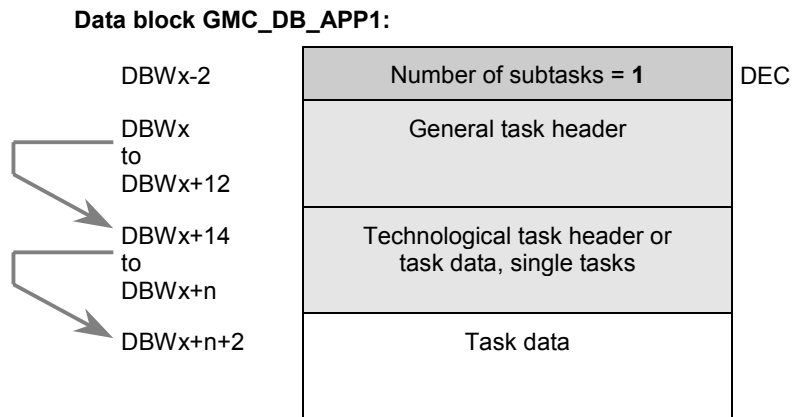 Data block GMC_DB_APP1:
DBWx-2
Number of subtasks = 1
DEC
DBWx
to
DBWx+12
General task header
DBWx+14
to
DBWx+n
Technological task header or
task data, single tasks
DBWx+n+2
Task data